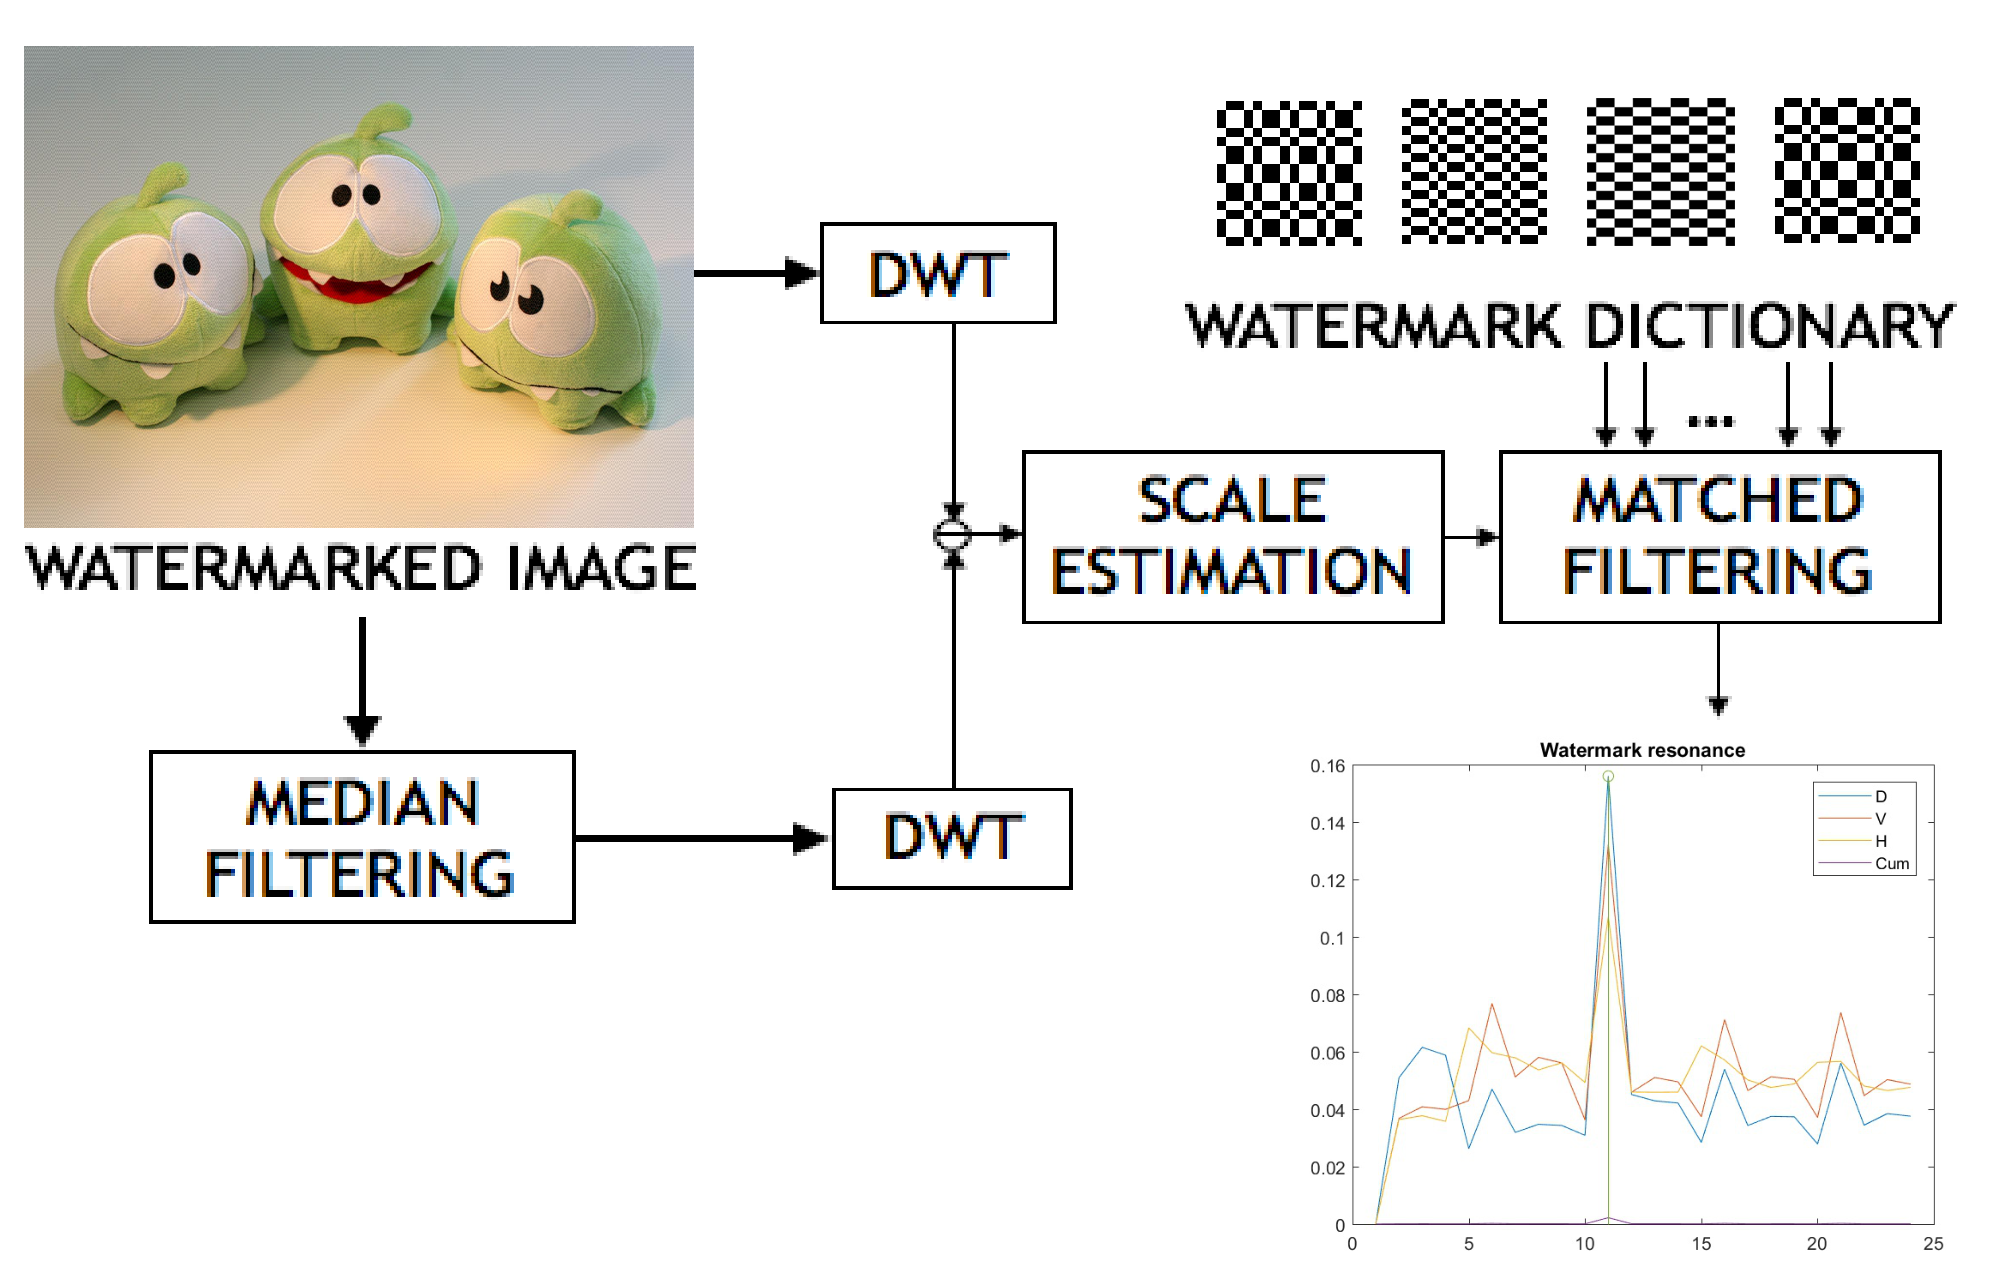 DWT
WATERMARK DICTIONARY
...
SCALE
ESTIMATION
MATCHED
FILTERING
WATERMARKED IMAGE
MEDIAN
FILTERING
DWT
Watermark resonance
0.16
0.14
0.12
0.1
0.08
0.06
0.04
0.02
0
0 5 10 15 20 25
D
V
H
Cum